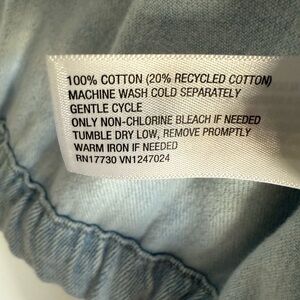 100% COTTON (20% RECYCLED COTTON)
MACHINE WASH COLD SEPARATELY
GENTLE CYCLE
ONLY NON-CHLORINE BLEACH IF NEEDED
TUMBLE DRY LOW, REMOVE PROMPTLY
WARM IRON IF NEEDED
RN17730 VN1247024